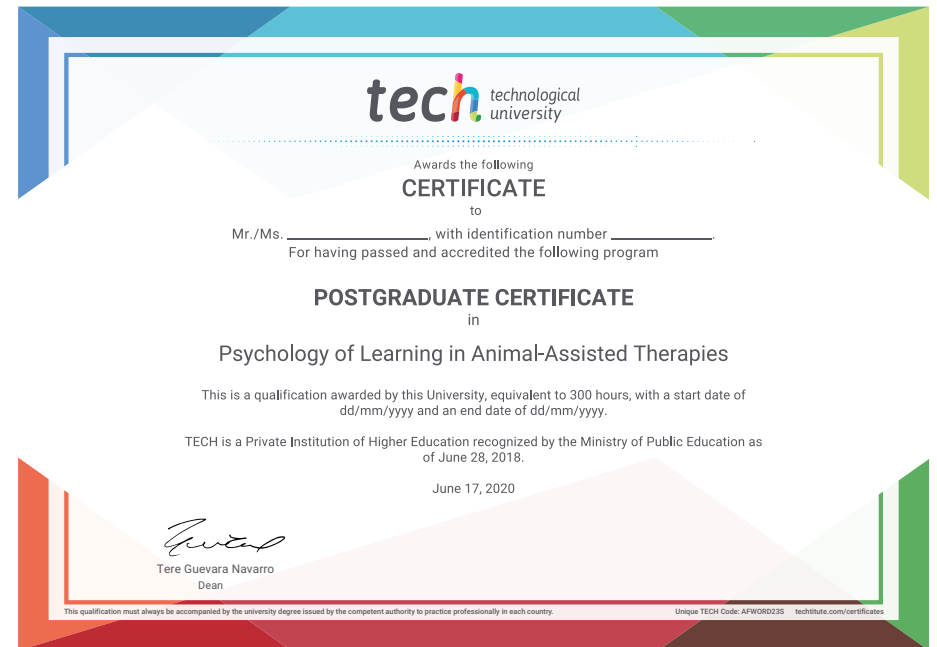 tech technological
university
Awards the following
CERTIFICATE
to
Mr./Ms. ____________, with identification number ____________.
For having passed and accredited the following program
POSTGRADUATE CERTIFICATE
in
Psychology of Learning in Animal-Assisted Therapies
This is a qualification awarded by this University, equivalent to 300 hours, with a start date of
dd/mm/yyyy and an end date of dd/mm/yyyy.
TECH is a Private Institution of Higher Education recognized by the Ministry of Public Education as
of June 28, 2018.
June 17, 2020
Tere Guevara Navarro
Dean
This qualification must always be accompanied by the university degree issued by the competent authority to practice professionally in each country. Unique TECH Code: AFWORD23S techtitute.com/certificates